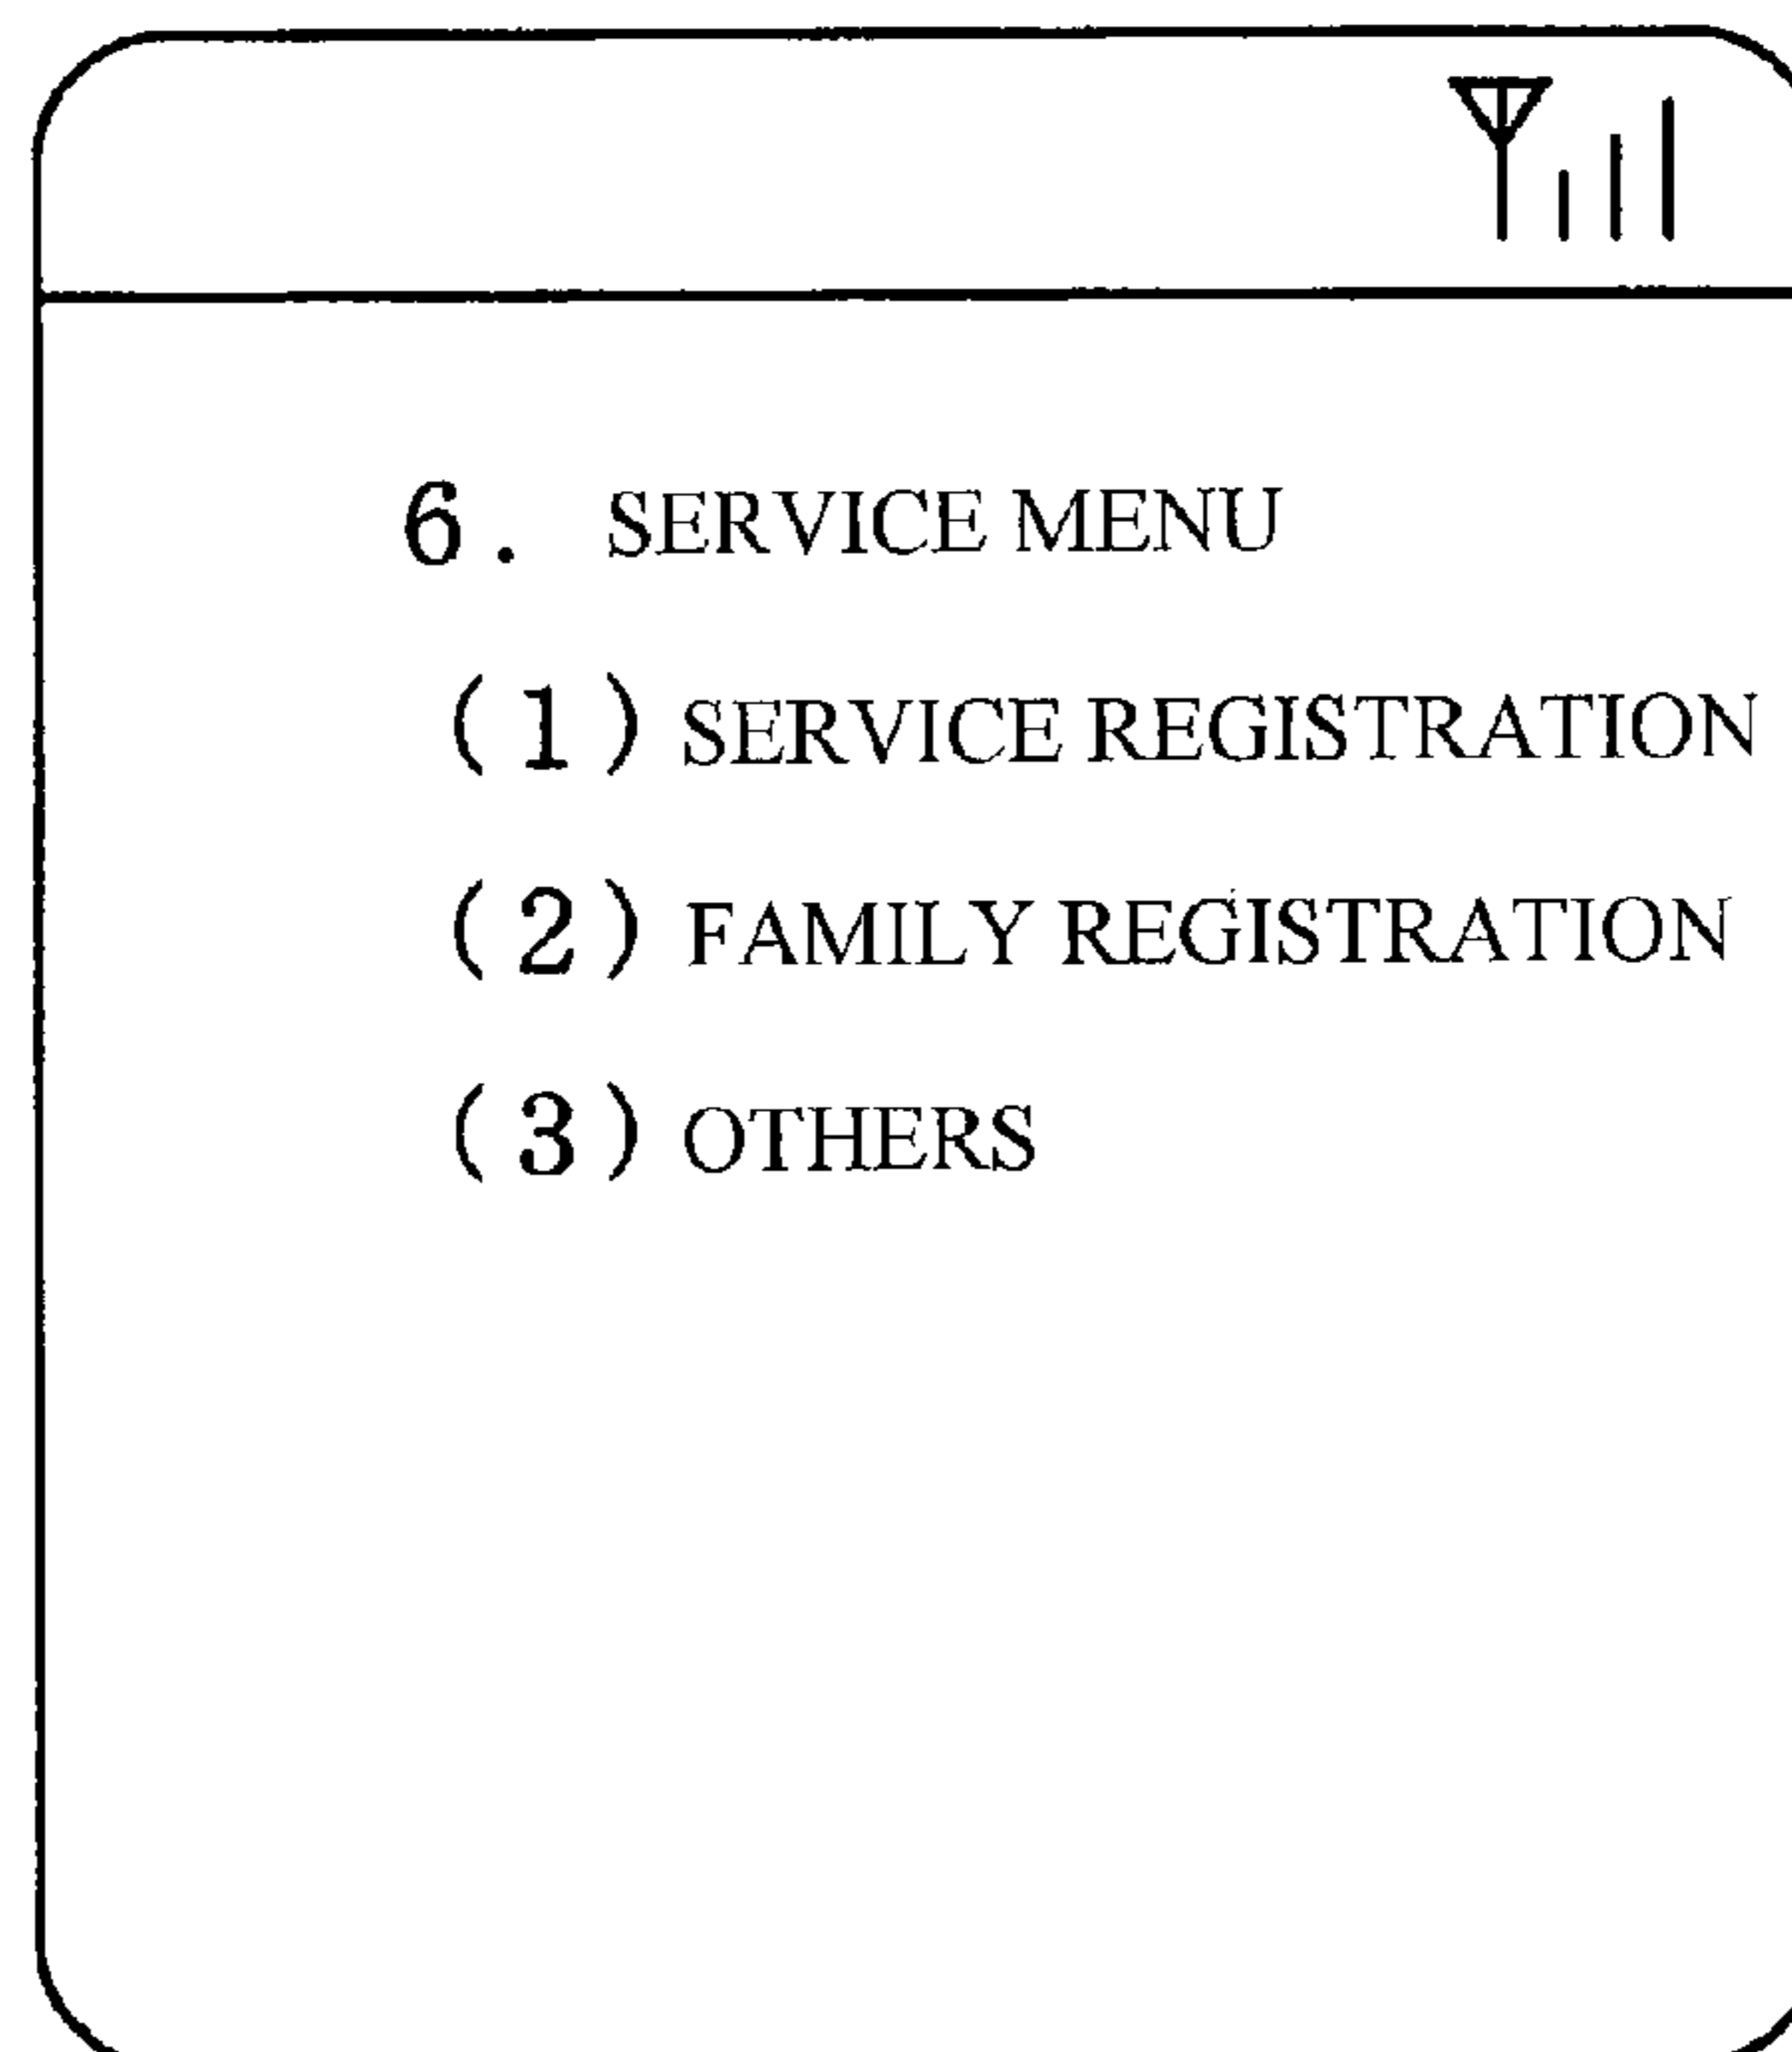 6. SERVICE MENU
(1) SERVICE REGISTRATION
(2) FAMILY REGISTRATION
(3) OTHERS